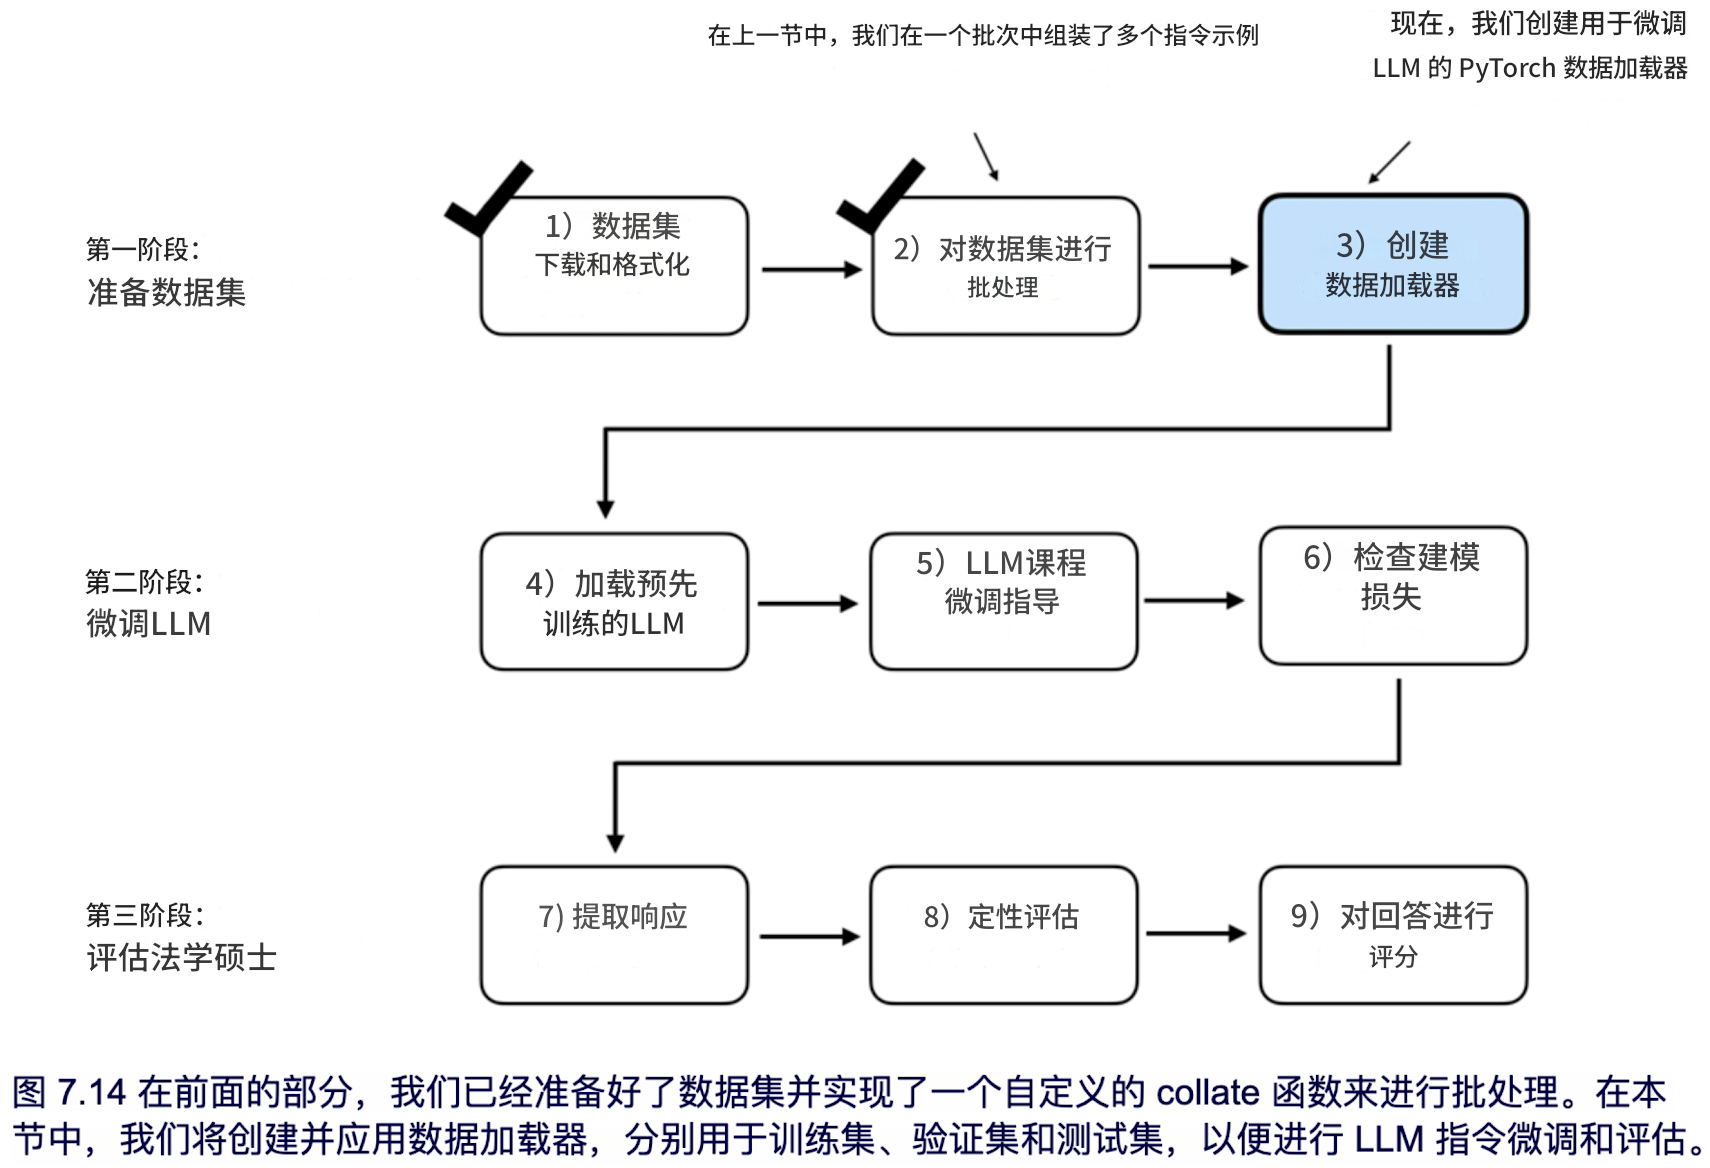 在上一节中，我们在一个批次中组装了多个指令示例
现在，我们创建用于微调
LLM 的 PyTorch 数据加载器
第一阶段：
准备数据集
1）数据集
下载和格式化
2）对数据集进行
批处理
3）创建
数据加载器
第二阶段：
微调LLM
4）加载预先
训练的LLM
5）LLM课程
微调指导
6）检查建模
损失
第三阶段：
评估法学硕士
7) 提取响应
8）定性评估
9）对回答进行
评分
图 7.14 在前面的部分，我们已经准备好了数据集并实现了一个自定义的 collate 函数来进行批处理。在本
节中，我们将创建并应用数据加载器，分别用于训练集、验证集和测试集，以便进行 LLM 指令微调和评估。